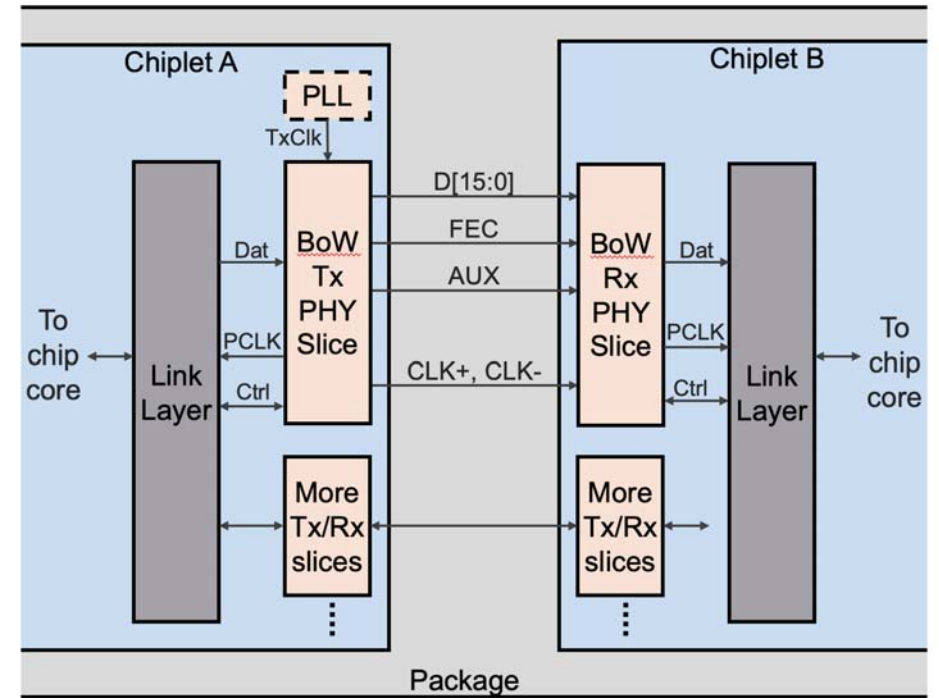 Chiplet A
PLL
TxClk
D[15:0]
FEC
AUX
CLK+, CLK-
BoW
Tx
PHY
Slice
Dat
PCLK
Ctrl
To
chip
core
Link
Layer
More
Tx/Rx
slices
Chiplet B
BoW
Rx
PHY
Slice
Dat
PCLK
Ctrl
Link
Layer
To
chip
core
More
Tx/Rx
slices
Package